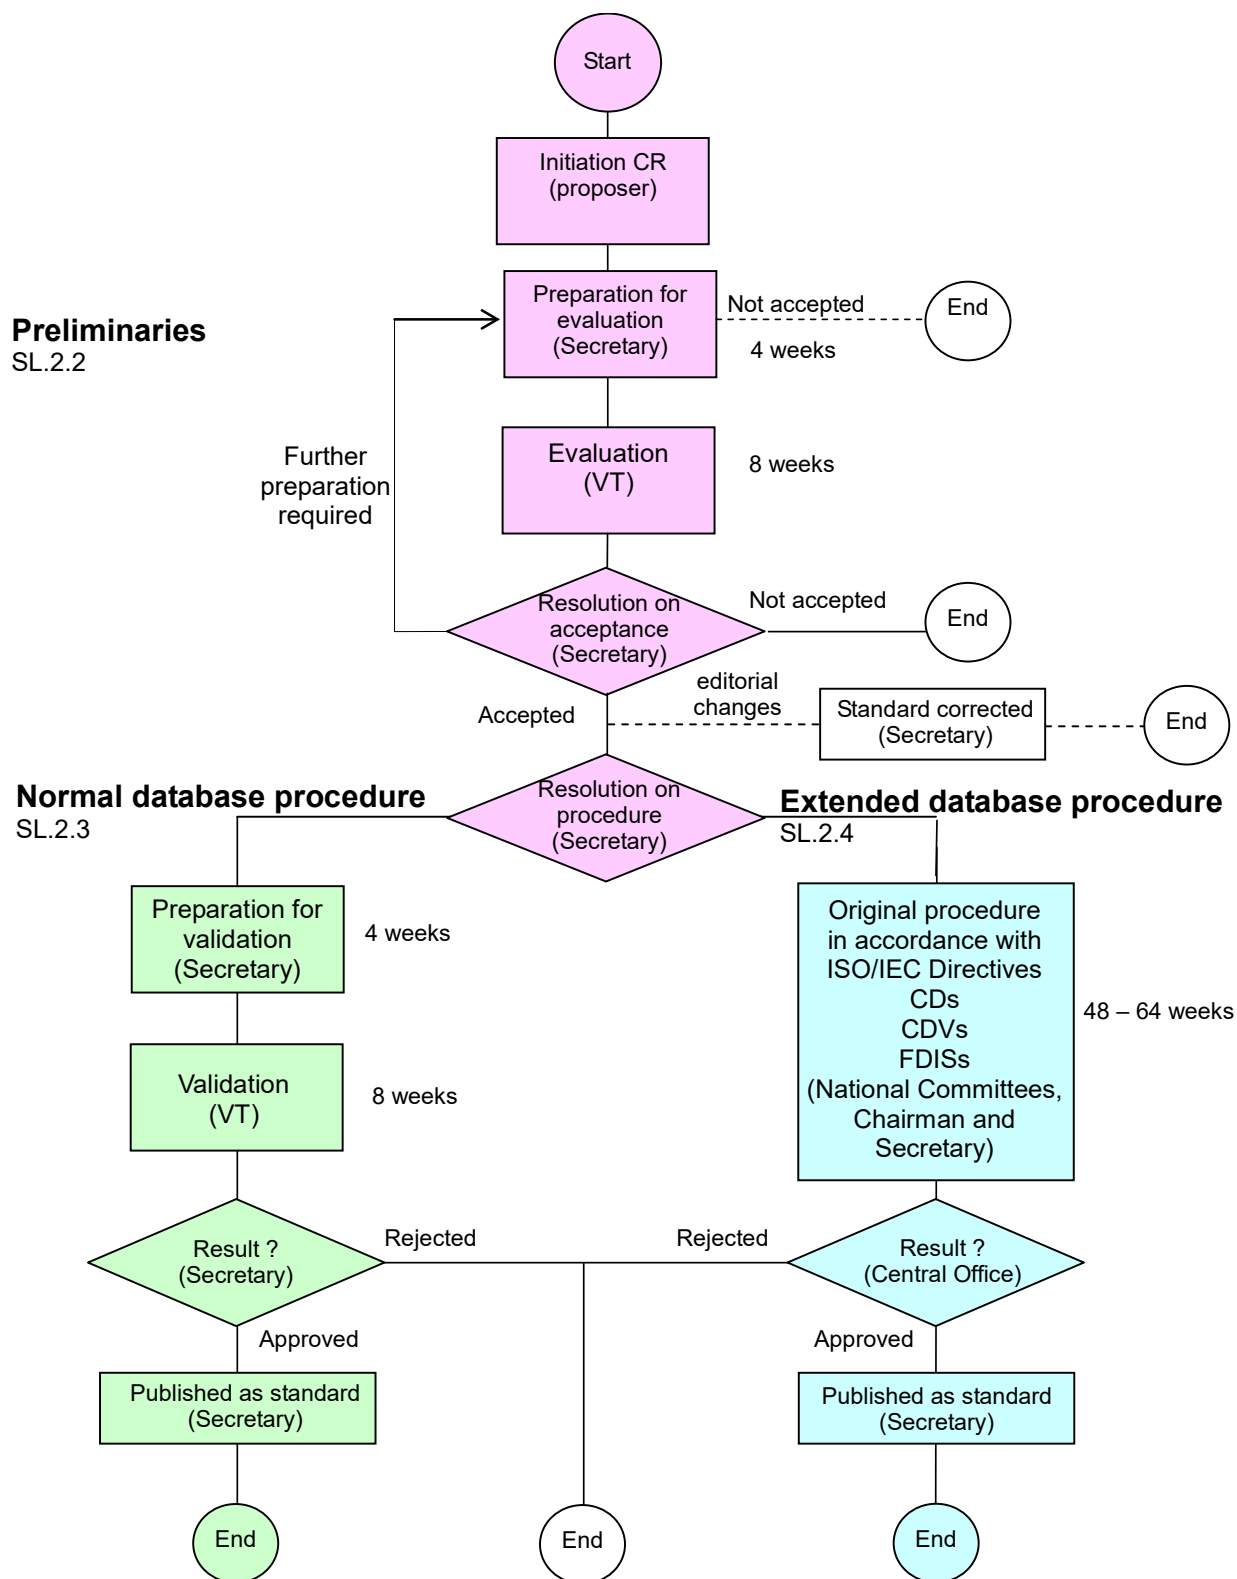 Start
Initiation CR
(proposer)
Preparation for
evaluation
(Secretary)
Not accepted
4 weeks
End
Preliminaries
SL.2.2
Further
preparation
required
Evaluation
(VT)
8 weeks
Resolution on
acceptance
(Secretary)
Not accepted
End
Accepted
editorial
changes
Standard corrected
(Secretary)
End
Resolution on
procedure
(Secretary)
Normal database procedure
SL.2.3
Extended database procedure
SL.2.4
Preparation for
validation
(Secretary)
4 weeks
Validation
(VT)
8 weeks
Original procedure
in accordance with
ISO/IEC Directives
CDs
CDVs
FDISs
(National Committees,
Chairman and
Secretary)
48 – 64 weeks
Result ?
(Secretary)
Rejected
Rejected
Result ?
(Central Office)
Approved
Approved
Published as standard
(Secretary)
Published as standard
(Secretary)
End
End
End